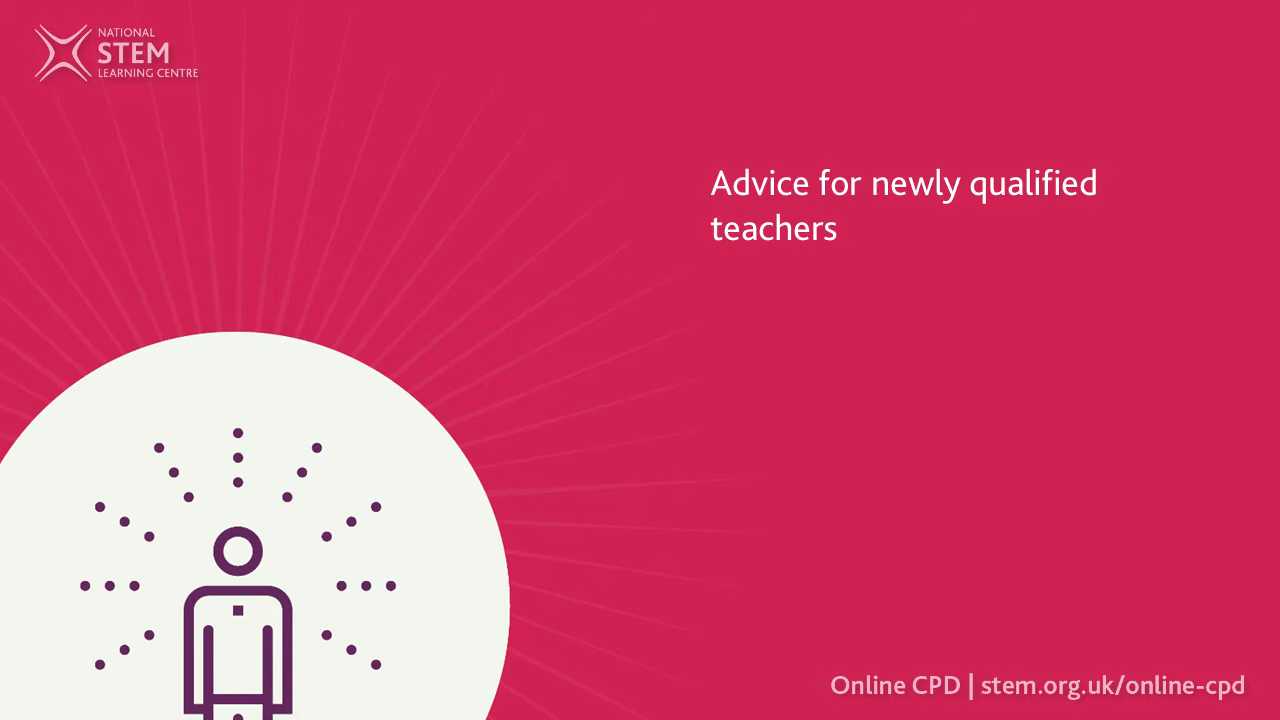 NATIONAL
STEM
LEARNING CENTRE
Advice for newly qualified
teachers
Online CPD | stem.org.uk/online-cpd